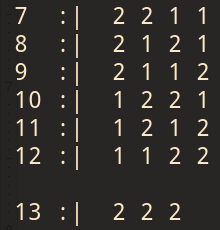 7 :| 2 2 1 1
8 :| 2 1 2 1
9 :| 2 1 1 2
10 :| 1 2 2 1
11 :| 1 2 1 2
12 :| 1 1 2 2
13 :| 2 2 2